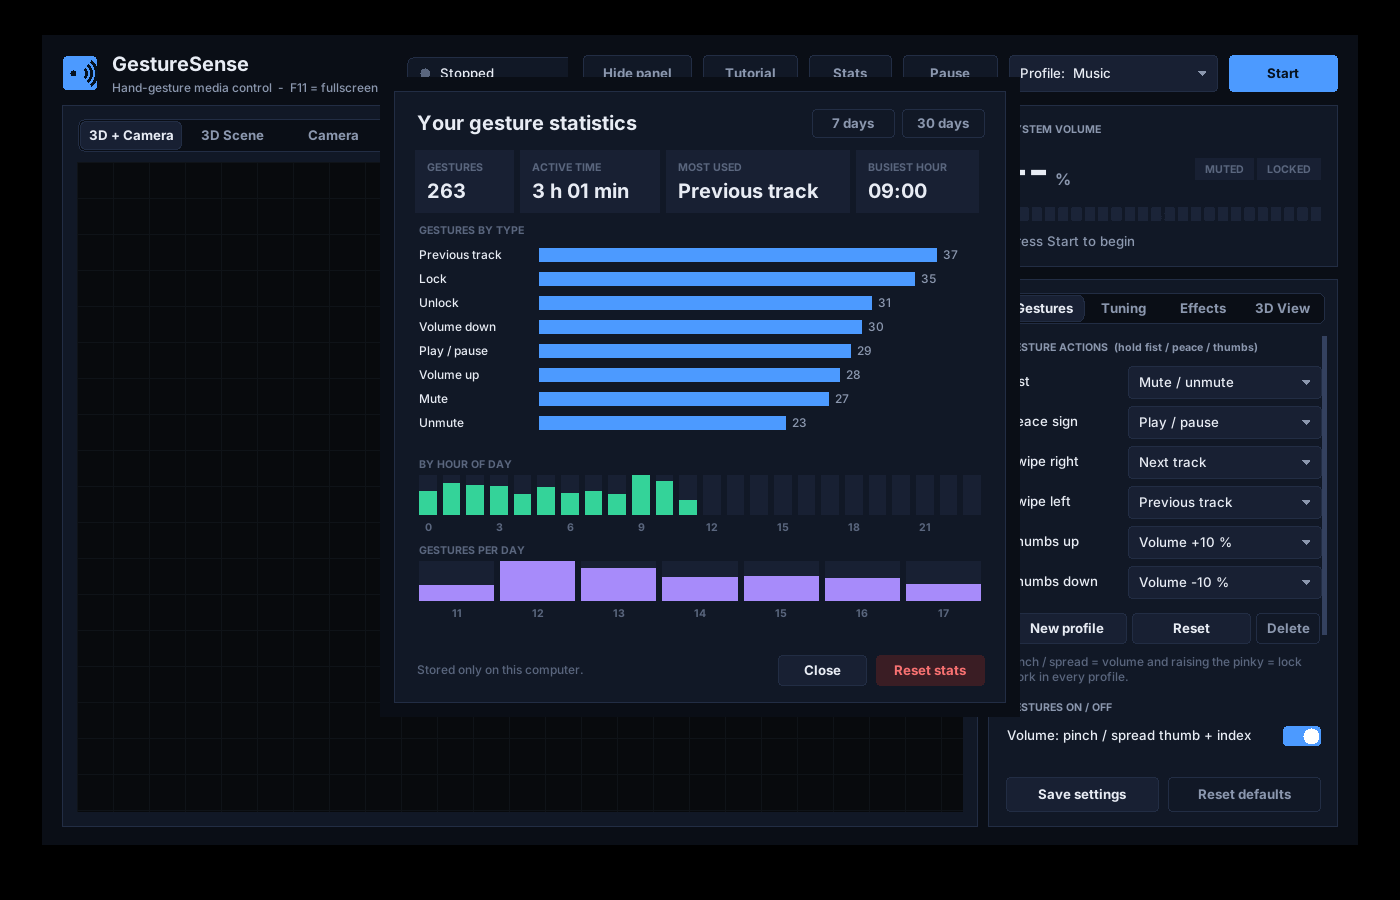 GestureSense
Hand-gesture media control - F11 = fullscreen
Stopped
Hide panel
Tutorial
Stats
Pause
Profile: Music
Start
3D + Camera
3D Scene
Camera
Your gesture statistics
7 days
30 days
GESTURES
263
ACTIVE TIME
3 h 01 min
MOST USED
Previous track
BUSIEST HOUR
09:00
GESTURES BY TYPE
Previous track 37
Lock 35
Unlock 31
Volume down 30
Play / pause 29
Volume up 28
Mute 27
Unmute 23
BY HOUR OF DAY
0 3 6 9 12 15 18 21
GESTURES PER DAY
11 12 13 14 15 16 17
Stored only on this computer.
Close
Reset stats
YSTEM VOLUME
-- %
MUTED
LOCKED
ress Start to begin
Gestures
Tuning
Effects
3D View
ESTURE ACTIONS (hold fist / peace / thumbs)
st
Mute / unmute
eace sign
Play / pause
wipe right
Next track
wipe left
Previous track
humbs up
Volume +10 %
humbs down
Volume -10 %
New profile
Reset
Delete
nch / spread = volume and raising the pinky = lock
ork in every profile.
ESTURES ON / OFF
Volume: pinch / spread thumb + index
Save settings
Reset defaults